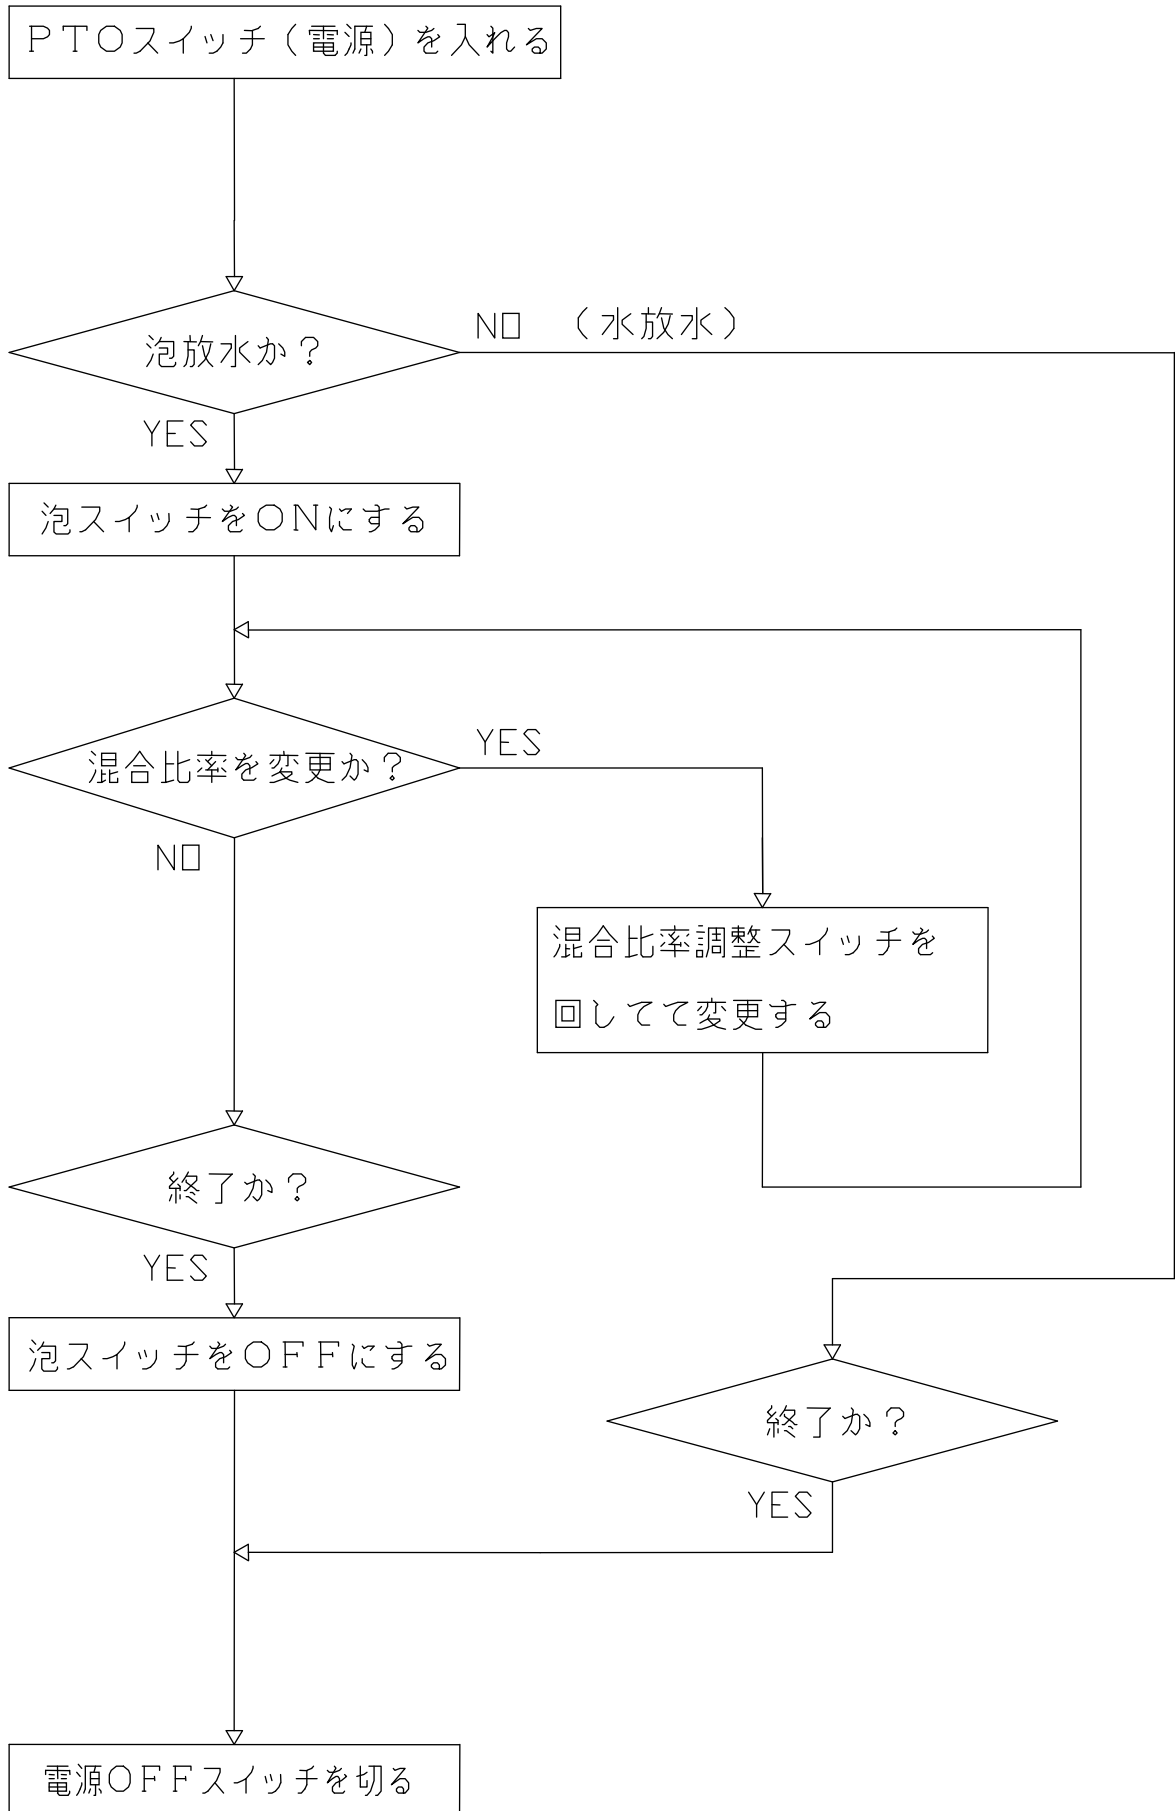 PTOスイッチ(電源)を入れる
NO (水放水)
泡放水か?
YES
泡スイッチをONにする
YES
混合比率を変更か?
NO
混合比率調整スイッチを
回してて変更する
終了か?
YES
泡スイッチをOFFにする
終了か?
YES
電源OFFスイッチを切る